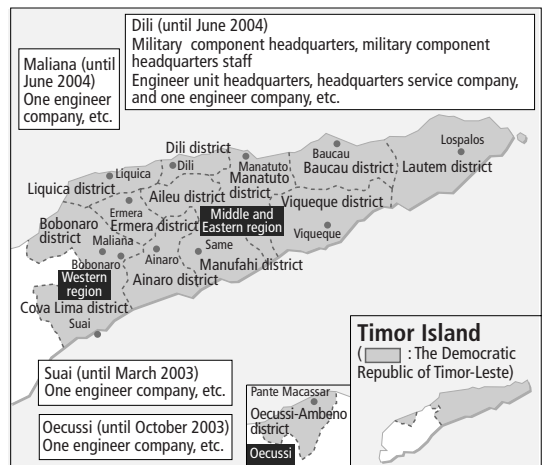 Dili (until June 2004)
Military component headquarters, military component
headquarters staff
Engineer unit headquarters, headquarters service company,
and one engineer company, etc.
Maliana (until
June 2004)
One engineer
company, etc.
Dili district
Dili
Liquica
Liquica district
Manatuto
Manatuto
district
Baucau
Baucau district
Lospalos
Lautem district
Aileu district
Ermera
Ermera district
Viqueque district
Viqueque
Bobonaro
district
Maliana
Bobonaro
Middle and
Eastern region
Same
Ainaro
Manufahi district
Ainaro district
Western
region
Cova Lima district
Suai
Suai (until March 2003)
One engineer company, etc.
Oecussi (until October 2003)
One engineer company, etc.
Pante Macassar
Oecussi-Ambeno
district
Oecussi
Timor Island
( : The Democratic
Republic of Timor-Leste)